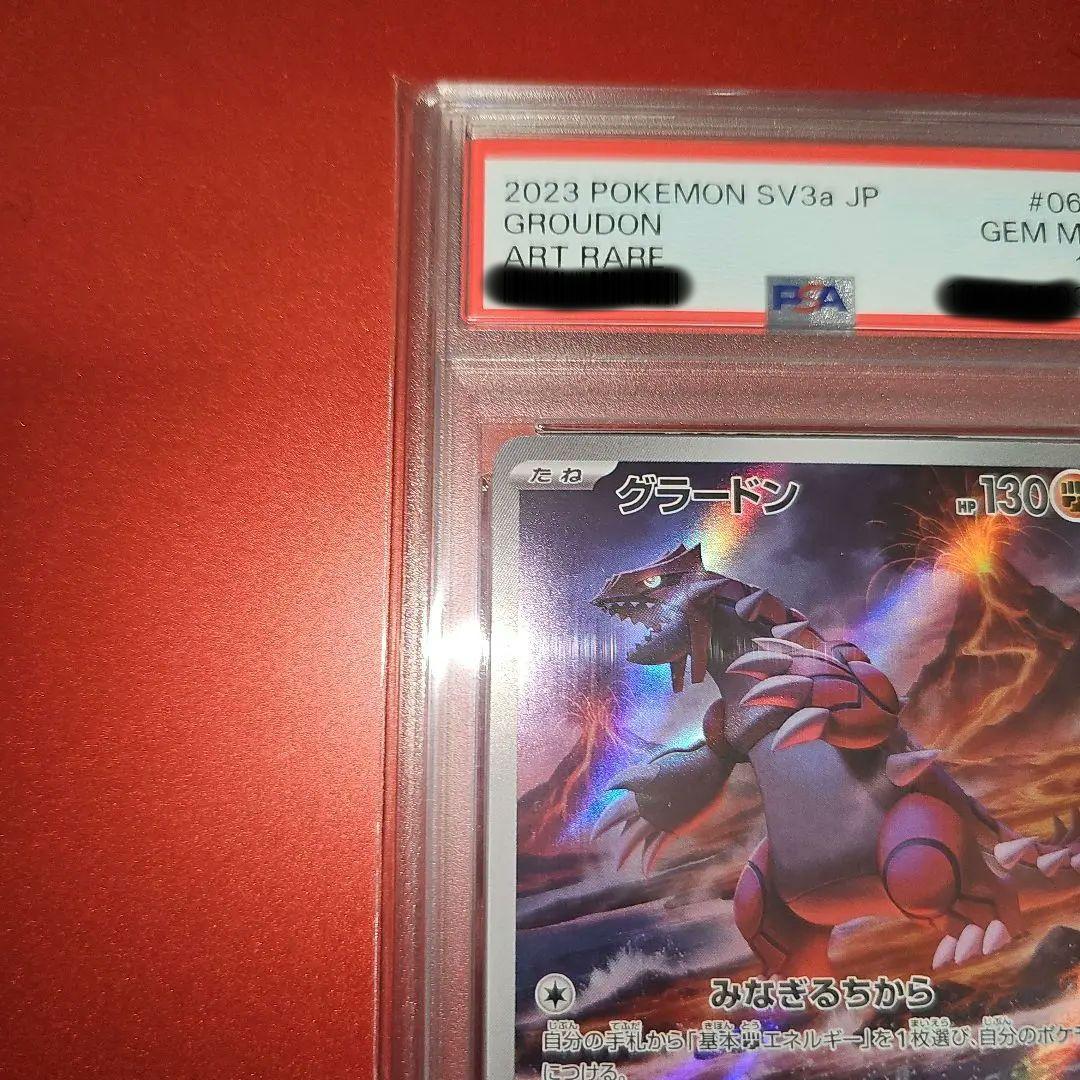 2023 POKEMON SV3a JP #06
GROUDON GEM M
ART RARE
PSA
たね グラードン HP 130
みなぎるちから
自分の手札から「基本 エネルギー」を1枚選び、自分のポケ
につける。